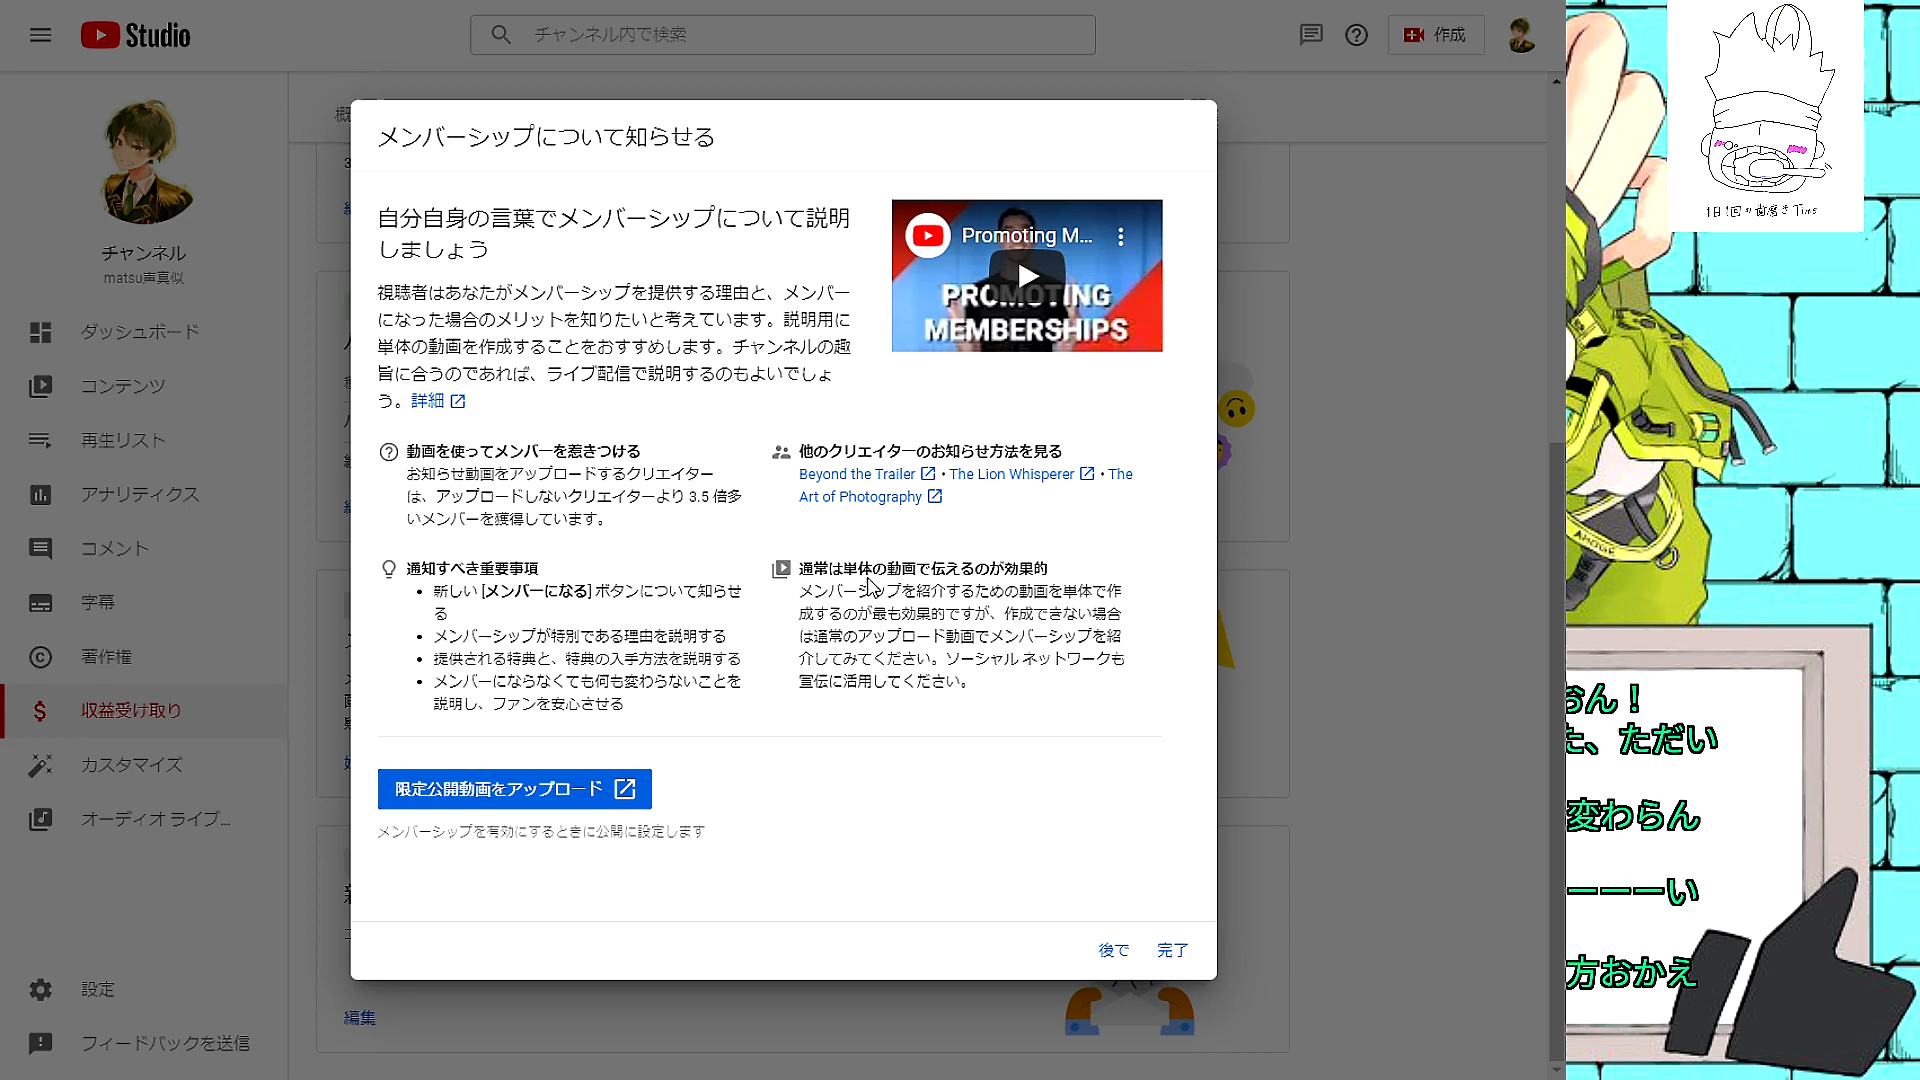 Studio
チャンネル内で検索
作成
チャンネル
matsu声真似
ダッシュボード
コンテンツ
再生リスト
アナリティクス
コメント
字幕
著作権
収益受け取り
カスタマイズ
オーディオ ライブ...
設定
フィードバックを送信
メンバーシップについて知らせる
自分自身の言葉でメンバーシップについて説明
しましょう
視聴者はあなたがメンバーシップを提供する理由と、メンバー
になった場合のメリットを知りたいと考えています。説明用に
単体の動画を作成することをおすすめします。チャンネルの趣
旨に合うのであれば、ライブ配信で説明するのもよいでしょ
う。詳細
Promoting M...
PROMOTING
MEMBERSHIPS
動画を使ってメンバーを惹きつける
お知らせ動画をアップロードするクリエイター
は、アップロードしないクリエイターより 3.5 倍多
いメンバーを獲得しています。
他のクリエイターのお知らせ方法を見る
Beyond the Trailer • The Lion Whisperer • The
Art of Photography
通知すべき重要事項
• 新しい [メンバーになる] ボタンについて知らせ
る
• メンバーシップが特別である理由を説明する
• 提供される特典と、特典の入手方法を説明する
• メンバーにならなくても何も変わらないことを
説明し、ファンを安心させる
通常は単体の動画で伝えるのが効果的
メンバーシップを紹介するための動画を単体で作
成するのが最も効果的ですが、作成できない場合
は通常のアップロード動画でメンバーシップを紹
介してみてください。ソーシャル ネットワークも
宣伝に活用してください。
限定公開動画をアップロード
メンバーシップを有効にするときに公開に設定します
後で
完了
編集
1日1回の歯磨きTime
AHOGE
おん！
た、ただい
変わらん
ーーーい
方おかえ